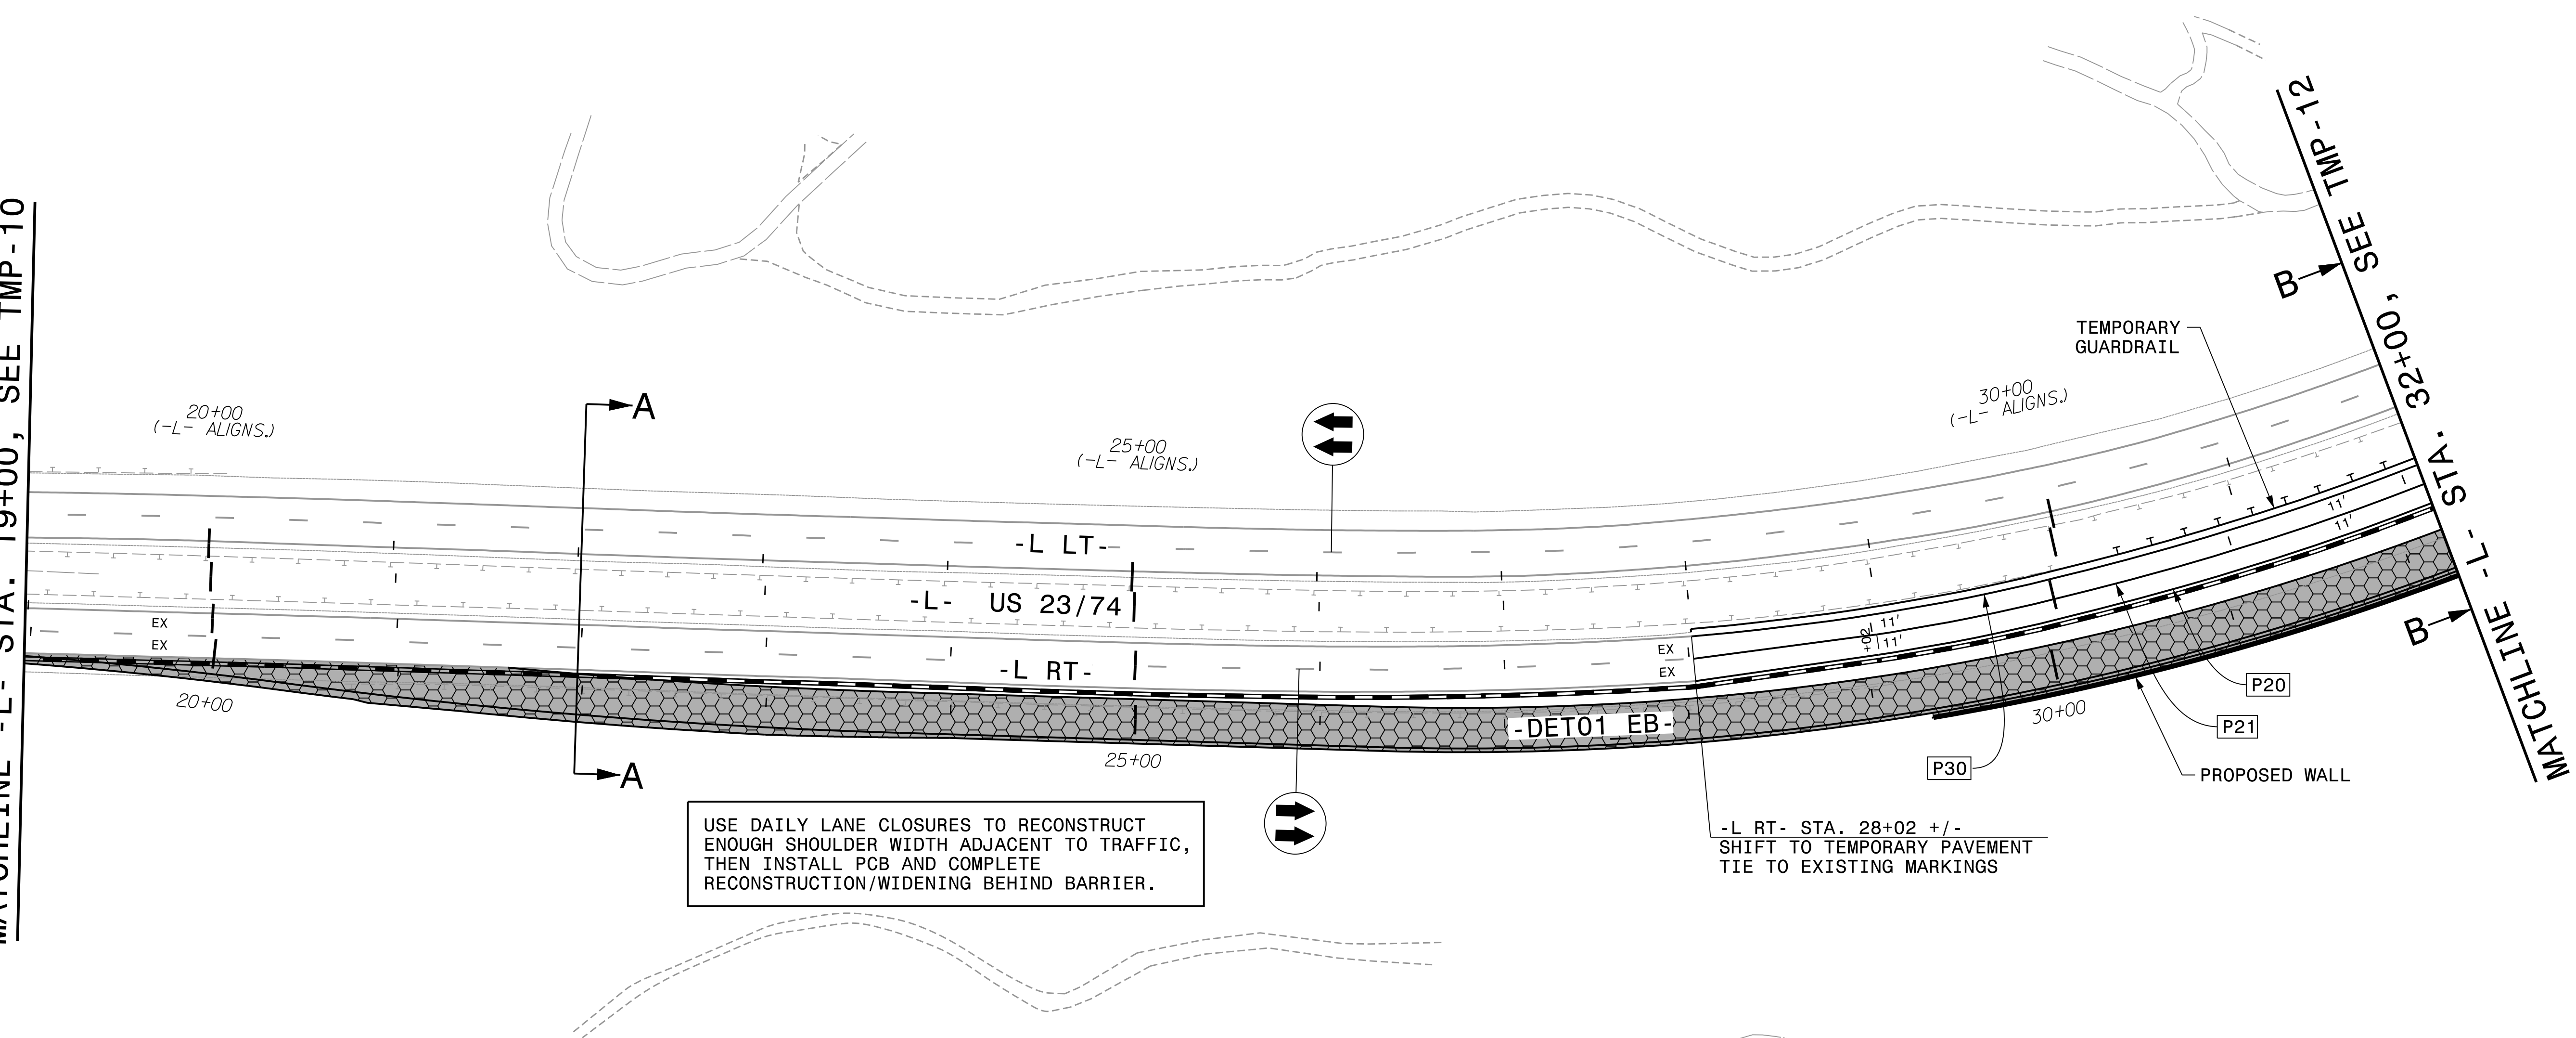 MATCHLINE -L- STA. 19+00, SEE TMP-10
20+00
(-L- ALIGNS.)
A
25+00
(-L- ALIGNS.)
30+00
(-L- ALIGNS.)
TEMPORARY
GUARDRAIL
B
MATCHLINE -L- STA. 32+00, SEE TMP-12
-L LT-
-L- US 23/74
-L RT-
EX
EX
EX
EX
+02
11'
11'
11'
11'
-DET01_EB-
20+00
25+00
30+00
A
B
P20
P21
P30
PROPOSED WALL
-L RT- STA. 28+02 +/-
SHIFT TO TEMPORARY PAVEMENT
TIE TO EXISTING MARKINGS
USE DAILY LANE CLOSURES TO RECONSTRUCT
ENOUGH SHOULDER WIDTH ADJACENT TO TRAFFIC,
THEN INSTALL PCB AND COMPLETE
RECONSTRUCTION/WIDENING BEHIND BARRIER.